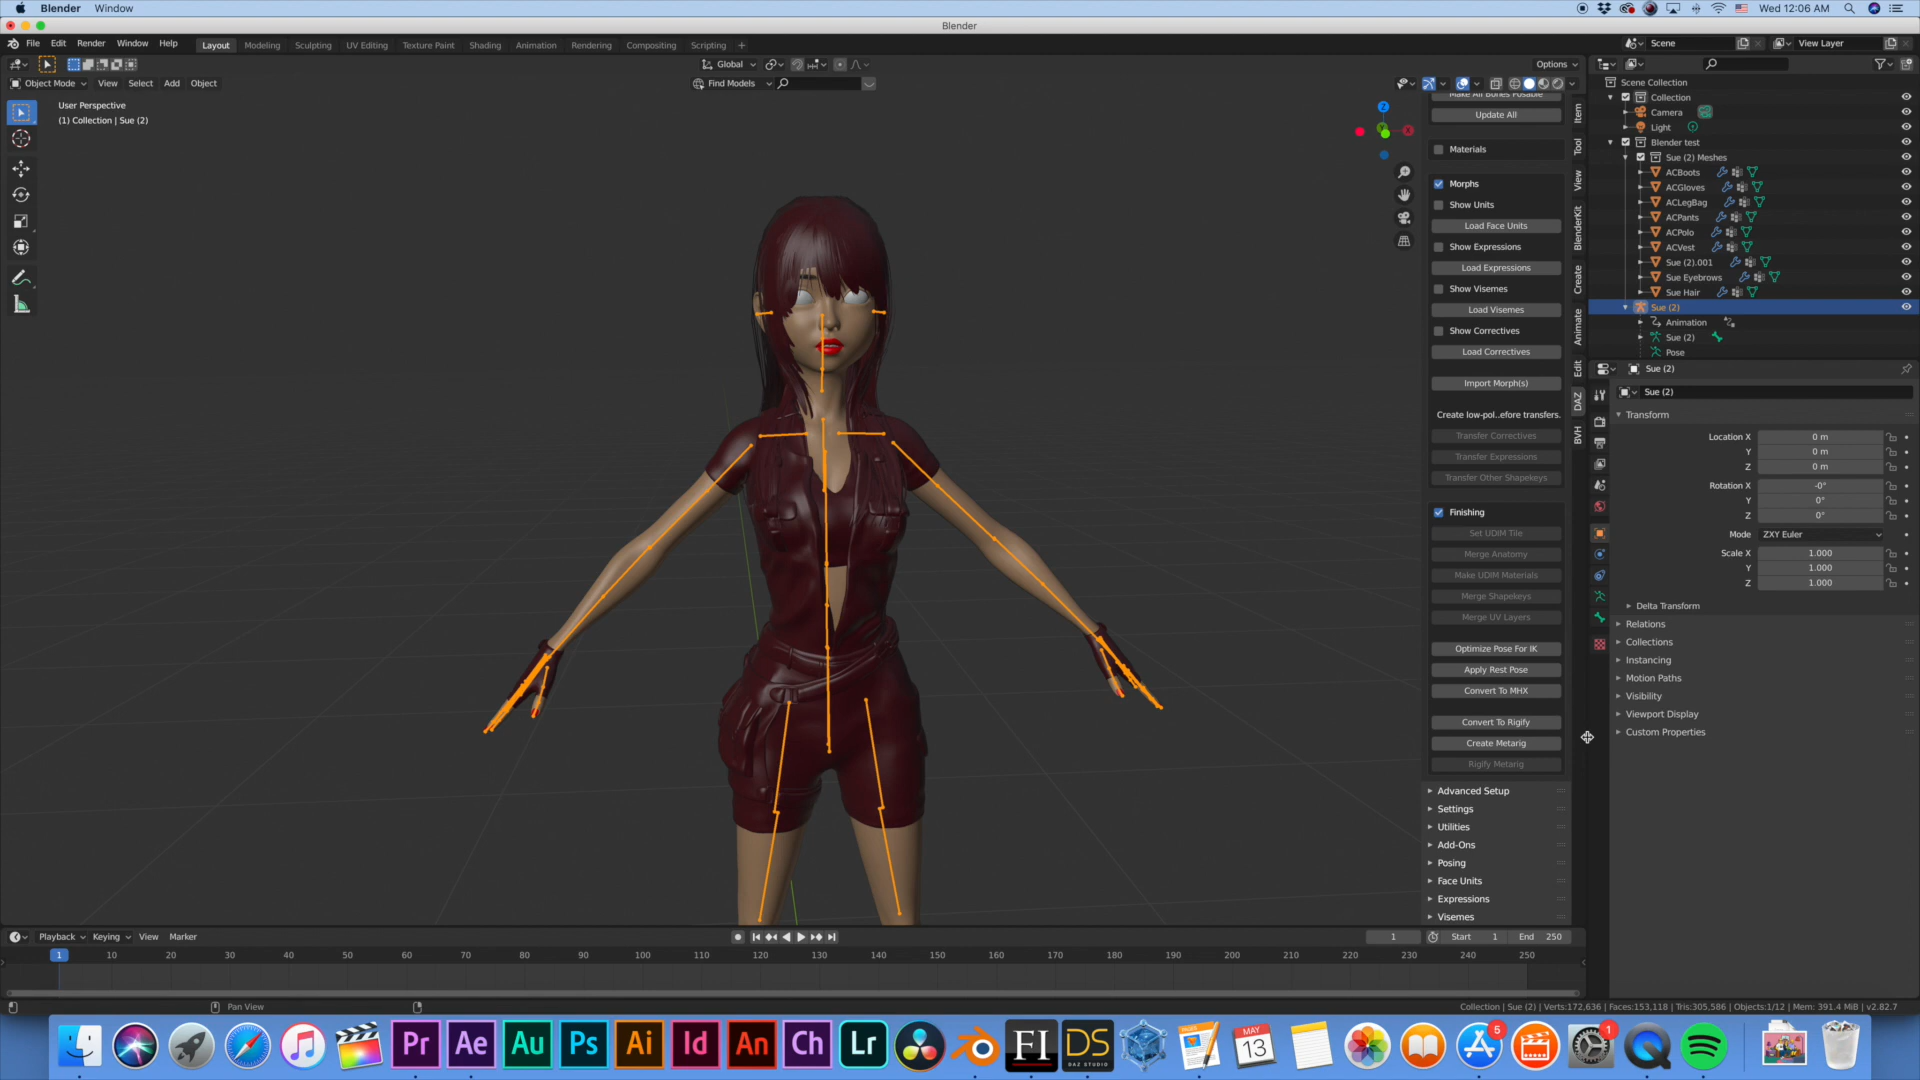 Blender Window
Wed 12:06 AM
Blender
File Edit Render Window Help
Layout Modeling Sculpting UV Editing Texture Paint Shading Animation Rendering Compositing Scripting +
Scene
View Layer
Global
Options
Object Mode View Select Add Object
Find Models
User Perspective
(1) Collection | Sue (2)
Z
X
Y
Make All Bones Posable
Update All
Materials
Morphs
Show Units
Load Face Units
Show Expressions
Load Expressions
Show Visemes
Load Visemes
Show Correctives
Load Correctives
Import Morph(s)
Create low-pol..efore transfers.
Transfer Correctives
Transfer Expressions
Transfer Other Shapekeys
Finishing
Set UDIM Tile
Merge Anatomy
Make UDIM Materials
Merge Shapekeys
Merge UV Layers
Optimize Pose For IK
Apply Rest Pose
Convert To MHX
Convert To Rigify
Create Metarig
Rigify Metarig
Advanced Setup
Settings
Utilities
Add-Ons
Posing
Face Units
Expressions
Visemes
Item
Tool
View
BlenderKit
Create
Animate
Edit
DAZ
BVH
Scene Collection
Collection
Camera
Light
Blender test
Sue (2) Meshes
ACBoots
ACGloves
ACLegBag
ACPants
ACPolo
ACVest
Sue (2).001
Sue Eyebrows
Sue Hair
Sue (2)
Animation
Sue (2)
Pose
Sue (2)
Sue (2)
Transform
Location X 0 m
Y 0 m
Z 0 m
Rotation X -0°
Y 0°
Z 0°
Mode ZXY Euler
Scale X 1.000
Y 1.000
Z 1.000
Delta Transform
Relations
Collections
Instancing
Motion Paths
Visibility
Viewport Display
Custom Properties
Playback Keying View Marker
1 Start 1 End 250
1 10 20 30 40 50 60 70 80 90 100 110 120 130 140 150 160 170 180 190 200 210 220 230 240 250
Pan View
Collection | Sue (2) | Verts:172,636 | Faces:153,118 | Tris:305,586 | Objects:1/12 | Mem: 391.4 MiB | v2.82.7
Pr Ae Au Ps Ai Id An Ch Lr FI DS
DAZ STUDIO
MAY
13
5
1